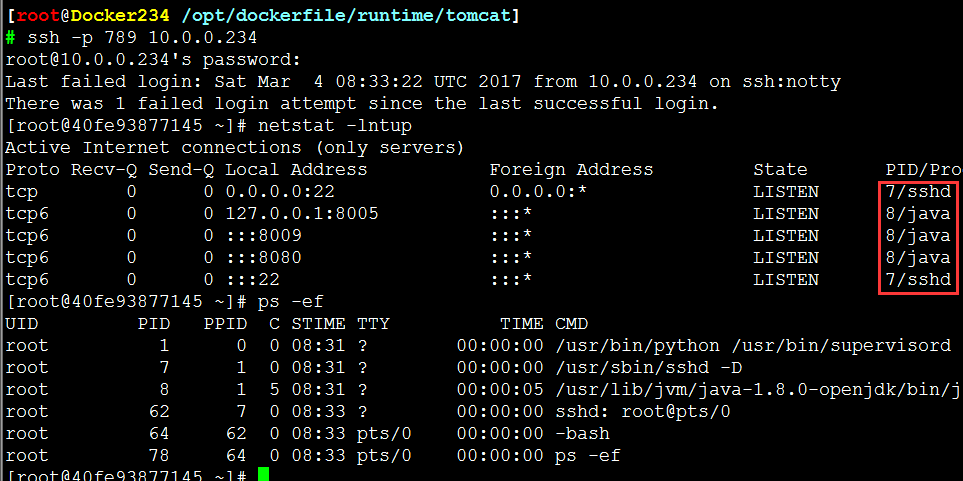 [root@Docker234 /opt/dockerfile/runtime/tomcat]
# ssh -p 789 10.0.0.234
root@10.0.0.234's password:
Last failed login: Sat Mar  4 08:33:22 UTC 2017 from 10.0.0.234 on ssh:notty
There was 1 failed login attempt since the last successful login.
[root@40fe93877145 ~]# netstat -lntup
Active Internet connections (only servers)
Proto Recv-Q Send-Q Local Address           Foreign Address         State       PID/Pro
tcp        0      0 0.0.0.0:22              0.0.0.0:*               LISTEN      7/sshd
tcp6       0      0 127.0.0.1:8005          :::*                    LISTEN      8/java
tcp6       0      0 :::8009                 :::*                    LISTEN      8/java
tcp6       0      0 :::8080                 :::*                    LISTEN      8/java
tcp6       0      0 :::22                   :::*                    LISTEN      7/sshd
[root@40fe93877145 ~]# ps -ef
UID         PID   PPID  C STIME TTY          TIME CMD
root          1      0  0 08:31 ?        00:00:00 /usr/bin/python /usr/bin/supervisord
root          7      1  0 08:31 ?        00:00:00 /usr/sbin/sshd -D
root          8      1  5 08:31 ?        00:00:05 /usr/lib/jvm/java-1.8.0-openjdk/bin/j
root         62      7  0 08:33 ?        00:00:00 sshd: root@pts/0
root         64     62  0 08:33 pts/0    00:00:00 -bash
root         78     64  0 08:33 pts/0    00:00:00 ps -ef
[root@40fe93877145 ~]#